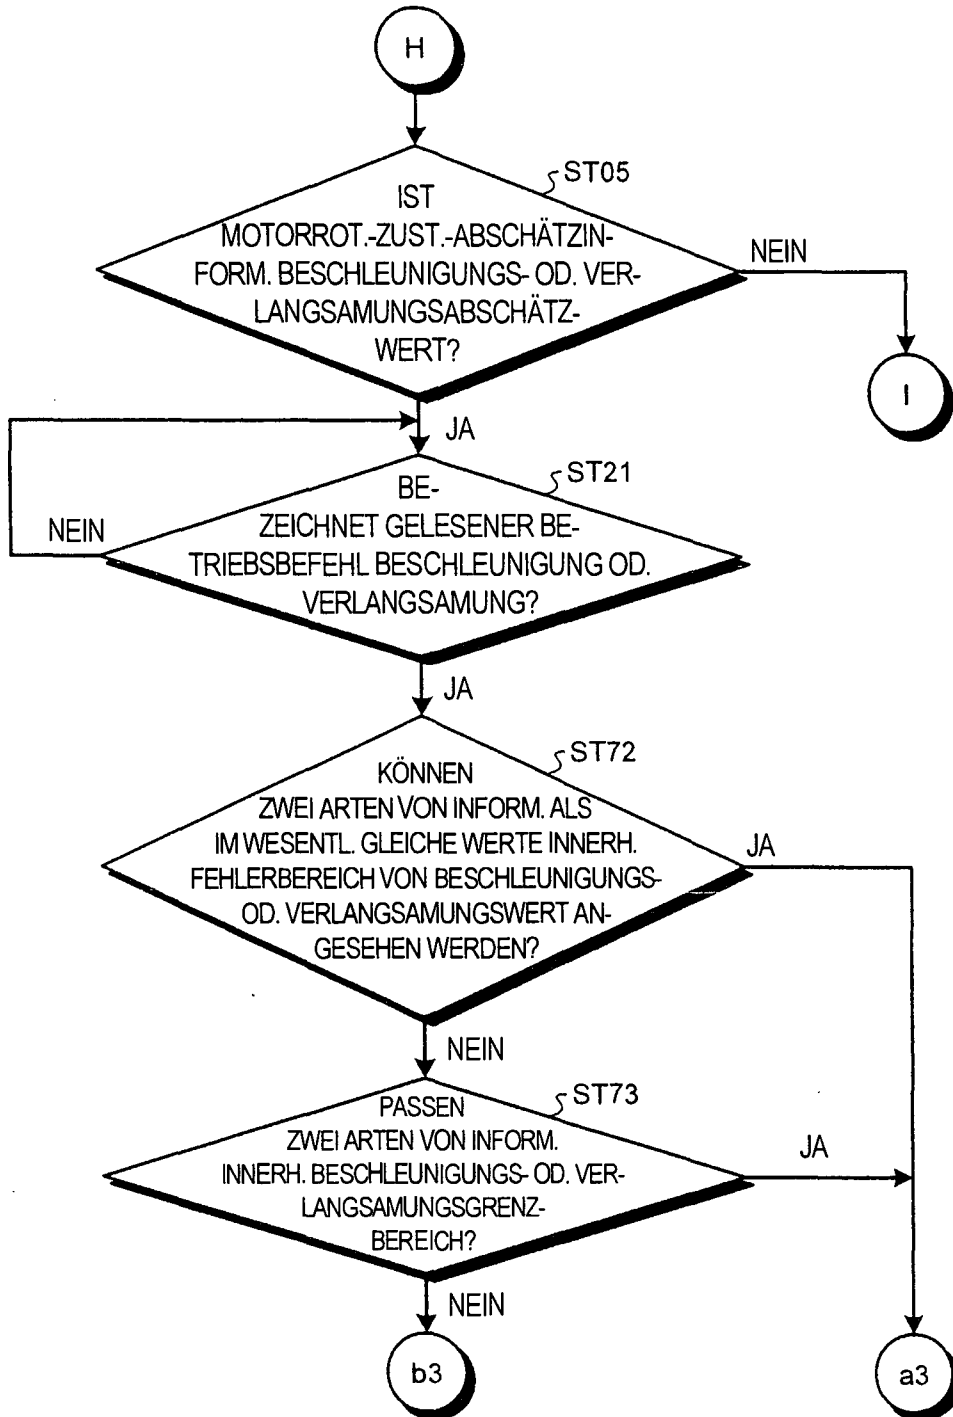 H
ST05
IST
MOTORROT.-ZUST.-ABSCHÄTZIN-
FORM. BESCHLEUNIGUNGS- OD. VER-
LANGSAMUNGSABSCHÄTZ-
WERT?
NEIN
I
JA
ST21
BE-
ZEICHNET GELESENER BE-
TRIEBSBEFEHL BESCHLEUNIGUNG OD.
VERLANGSAMUNG?
NEIN
JA
ST72
KÖNNEN
ZWEI ARTEN VON INFORM. ALS
IM WESENTL. GLEICHE WERTE INNERH.
FEHLERBEREICH VON BESCHLEUNIGUNGS-
OD. VERLANGSAMUNGSWERT AN-
GESEHEN WERDEN?
JA
NEIN
ST73
PASSEN
ZWEI ARTEN VON INFORM.
INNERH. BESCHLEUNIGUNGS- OD. VER-
LANGSAMUNGSGRENZ-
BEREICH?
JA
NEIN
b3
a3